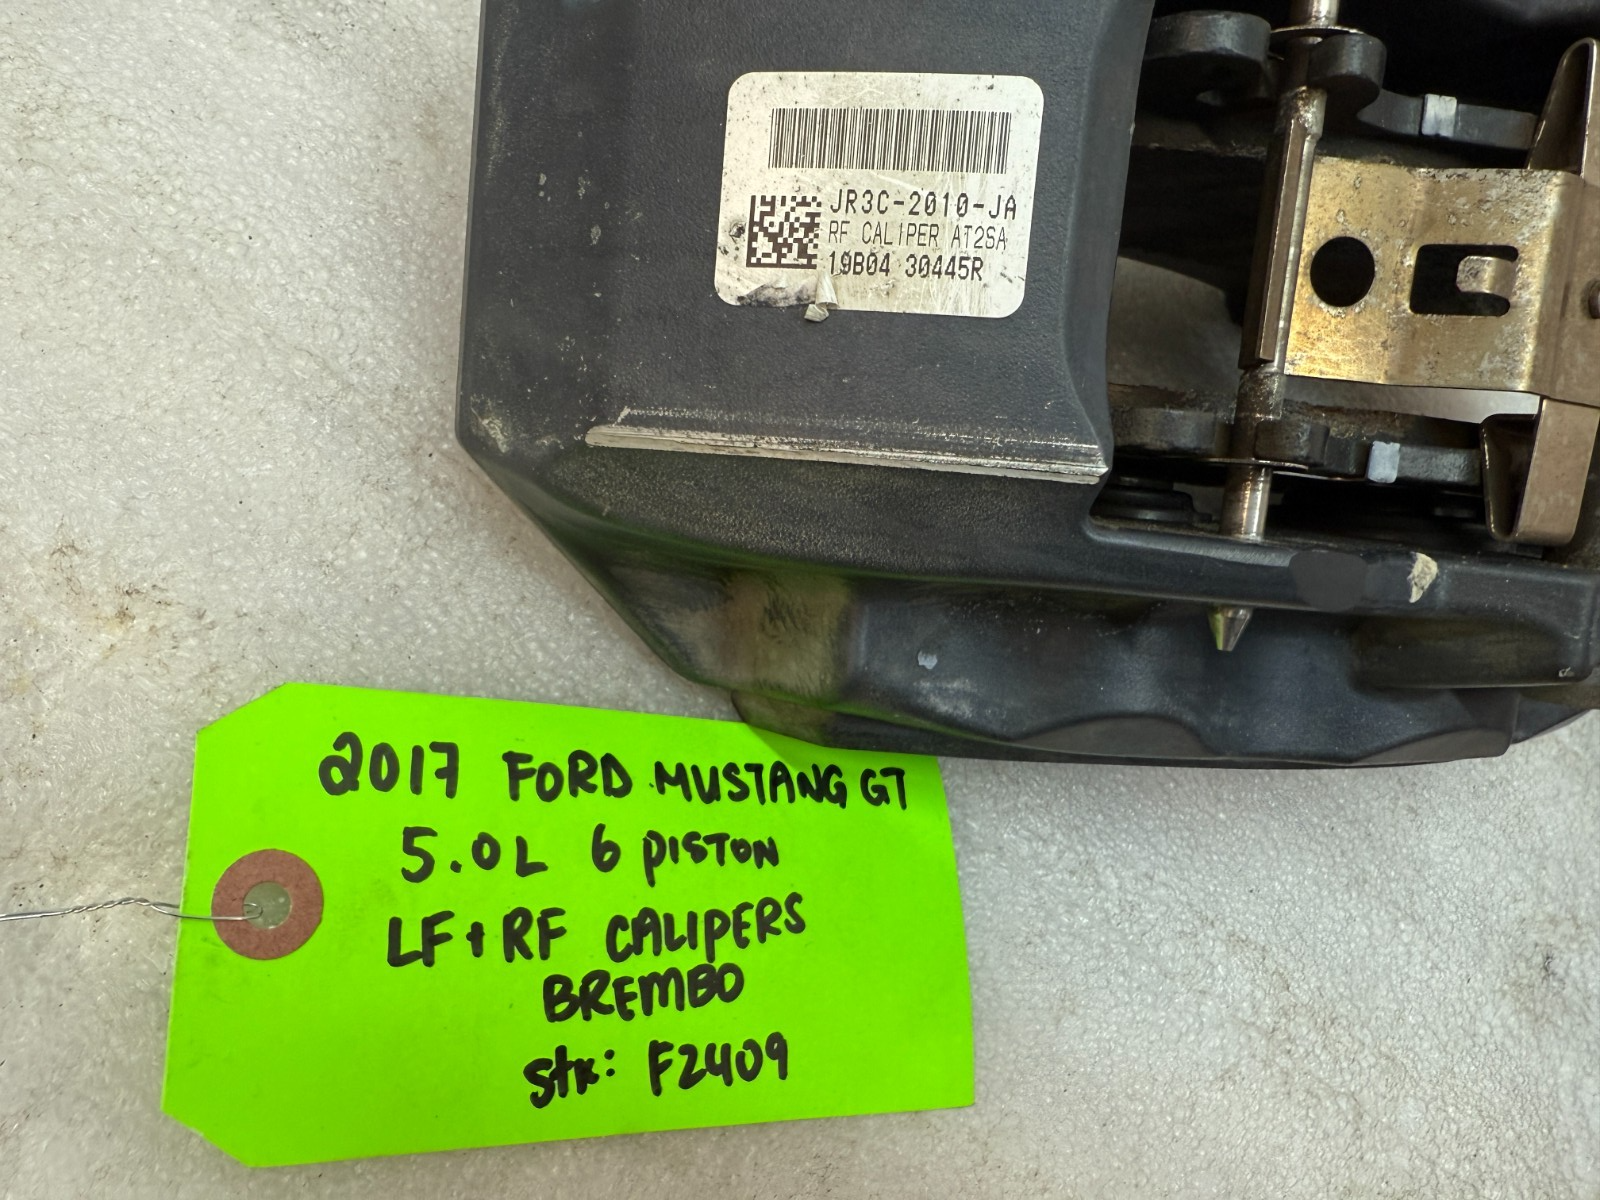 JR3C-2010-JA
RF CALIPER AT2SA
19B04 30445R
2017 FORD MUSTANG GT
5.0L 6 PISTON
LF+RF CALIPERS
BREMBO
Stk: F2409